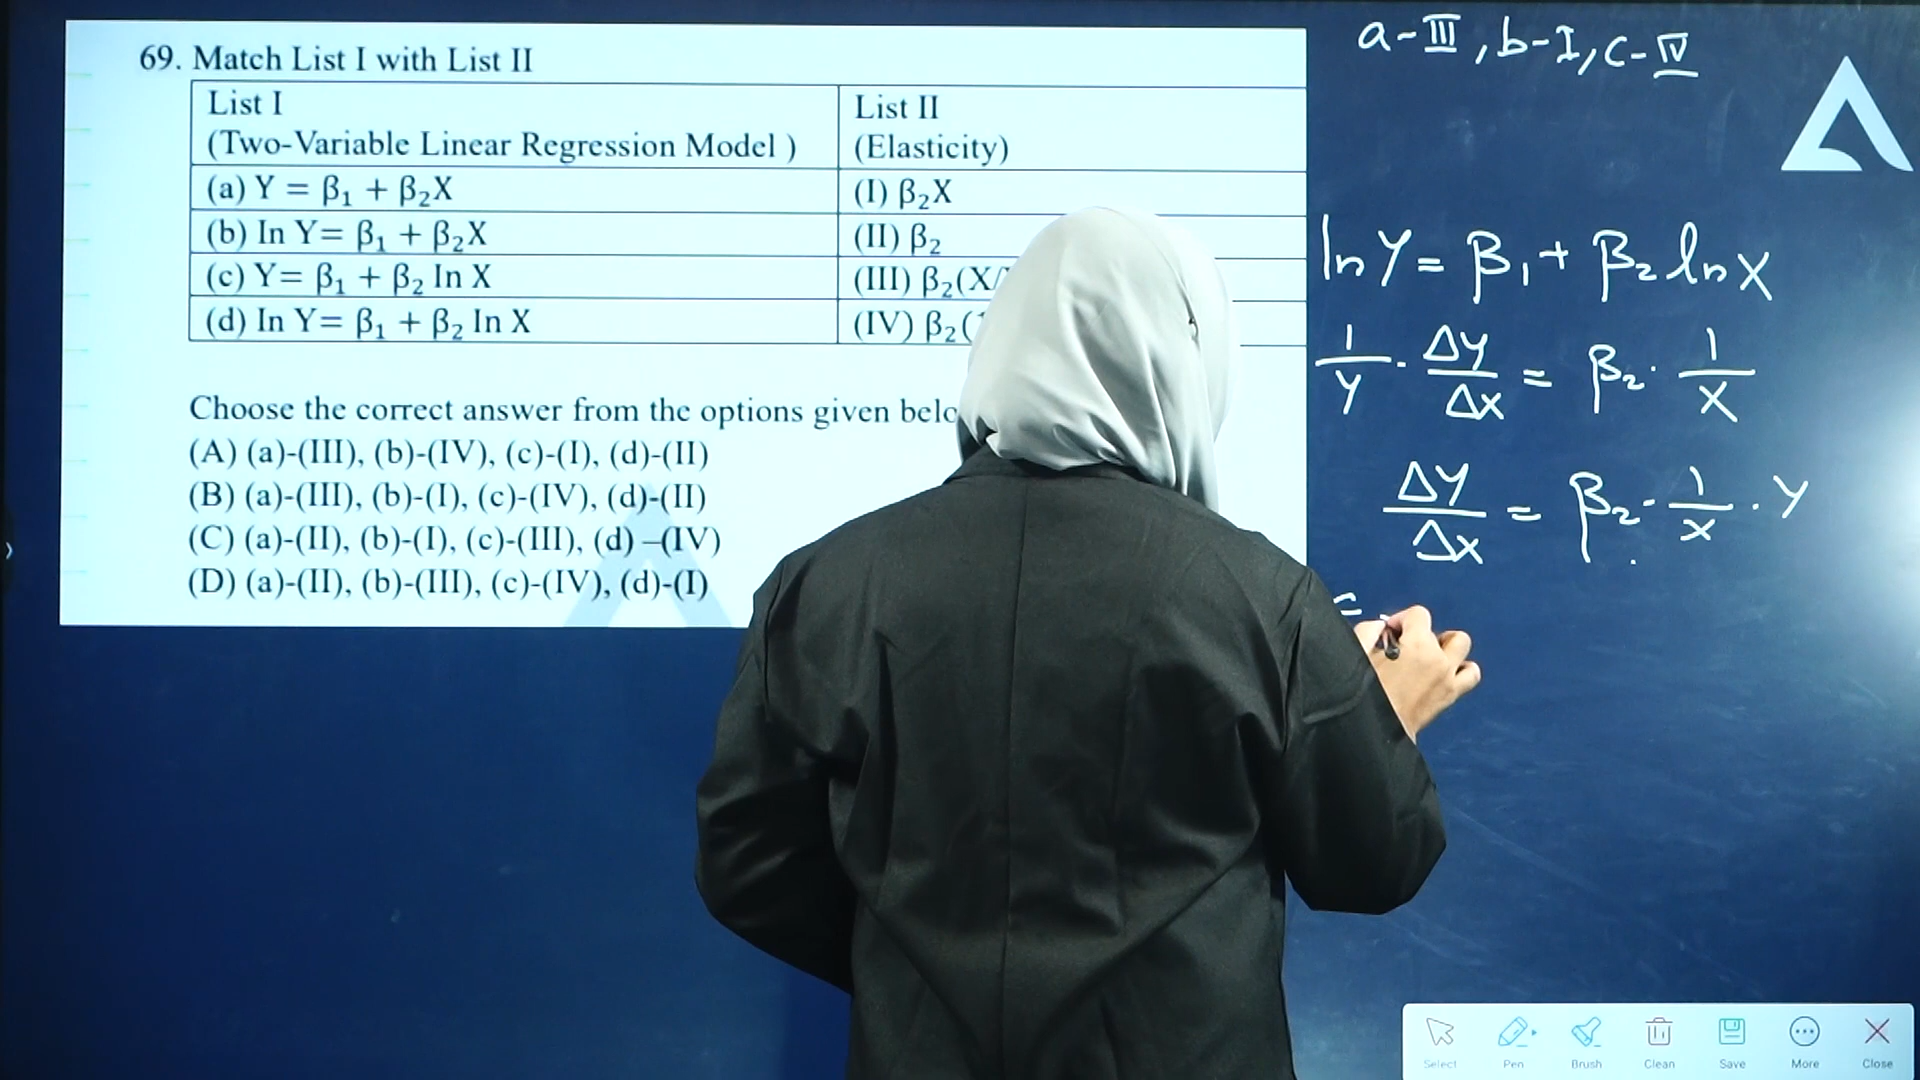 69. Match List I with List II
List I
(Two-Variable Linear Regression Model )
List II
(Elasticity)
(a) Y = β₁ + β₂X
(I) β₂X
(b) In Y= β₁ + β₂X
(II) β₂
(c) Y= β₁ + β₂ In X
(III) β₂(X/
(d) In Y= β₁ + β₂ In X
(IV) β₂(
Choose the correct answer from the options given
(A) (a)-(III), (b)-(IV), (c)-(I), (d)-(II)
(B) (a)-(III), (b)-(I), (c)-(IV), (d)-(II)
(C) (a)-(II), (b)-(I), (c)-(III), (d) –(IV)
(D) (a)-(II), (b)-(III), (c)-(IV), (d)-(I)
a-III, b-I, c-IV
ln Y = β₁ + β₂ ln X
1/Y · ΔY/ΔX = β₂ · 1/X
ΔY/ΔX = β₂ · 1/X · Y
=
Select Pen Brush Clean Save More Close